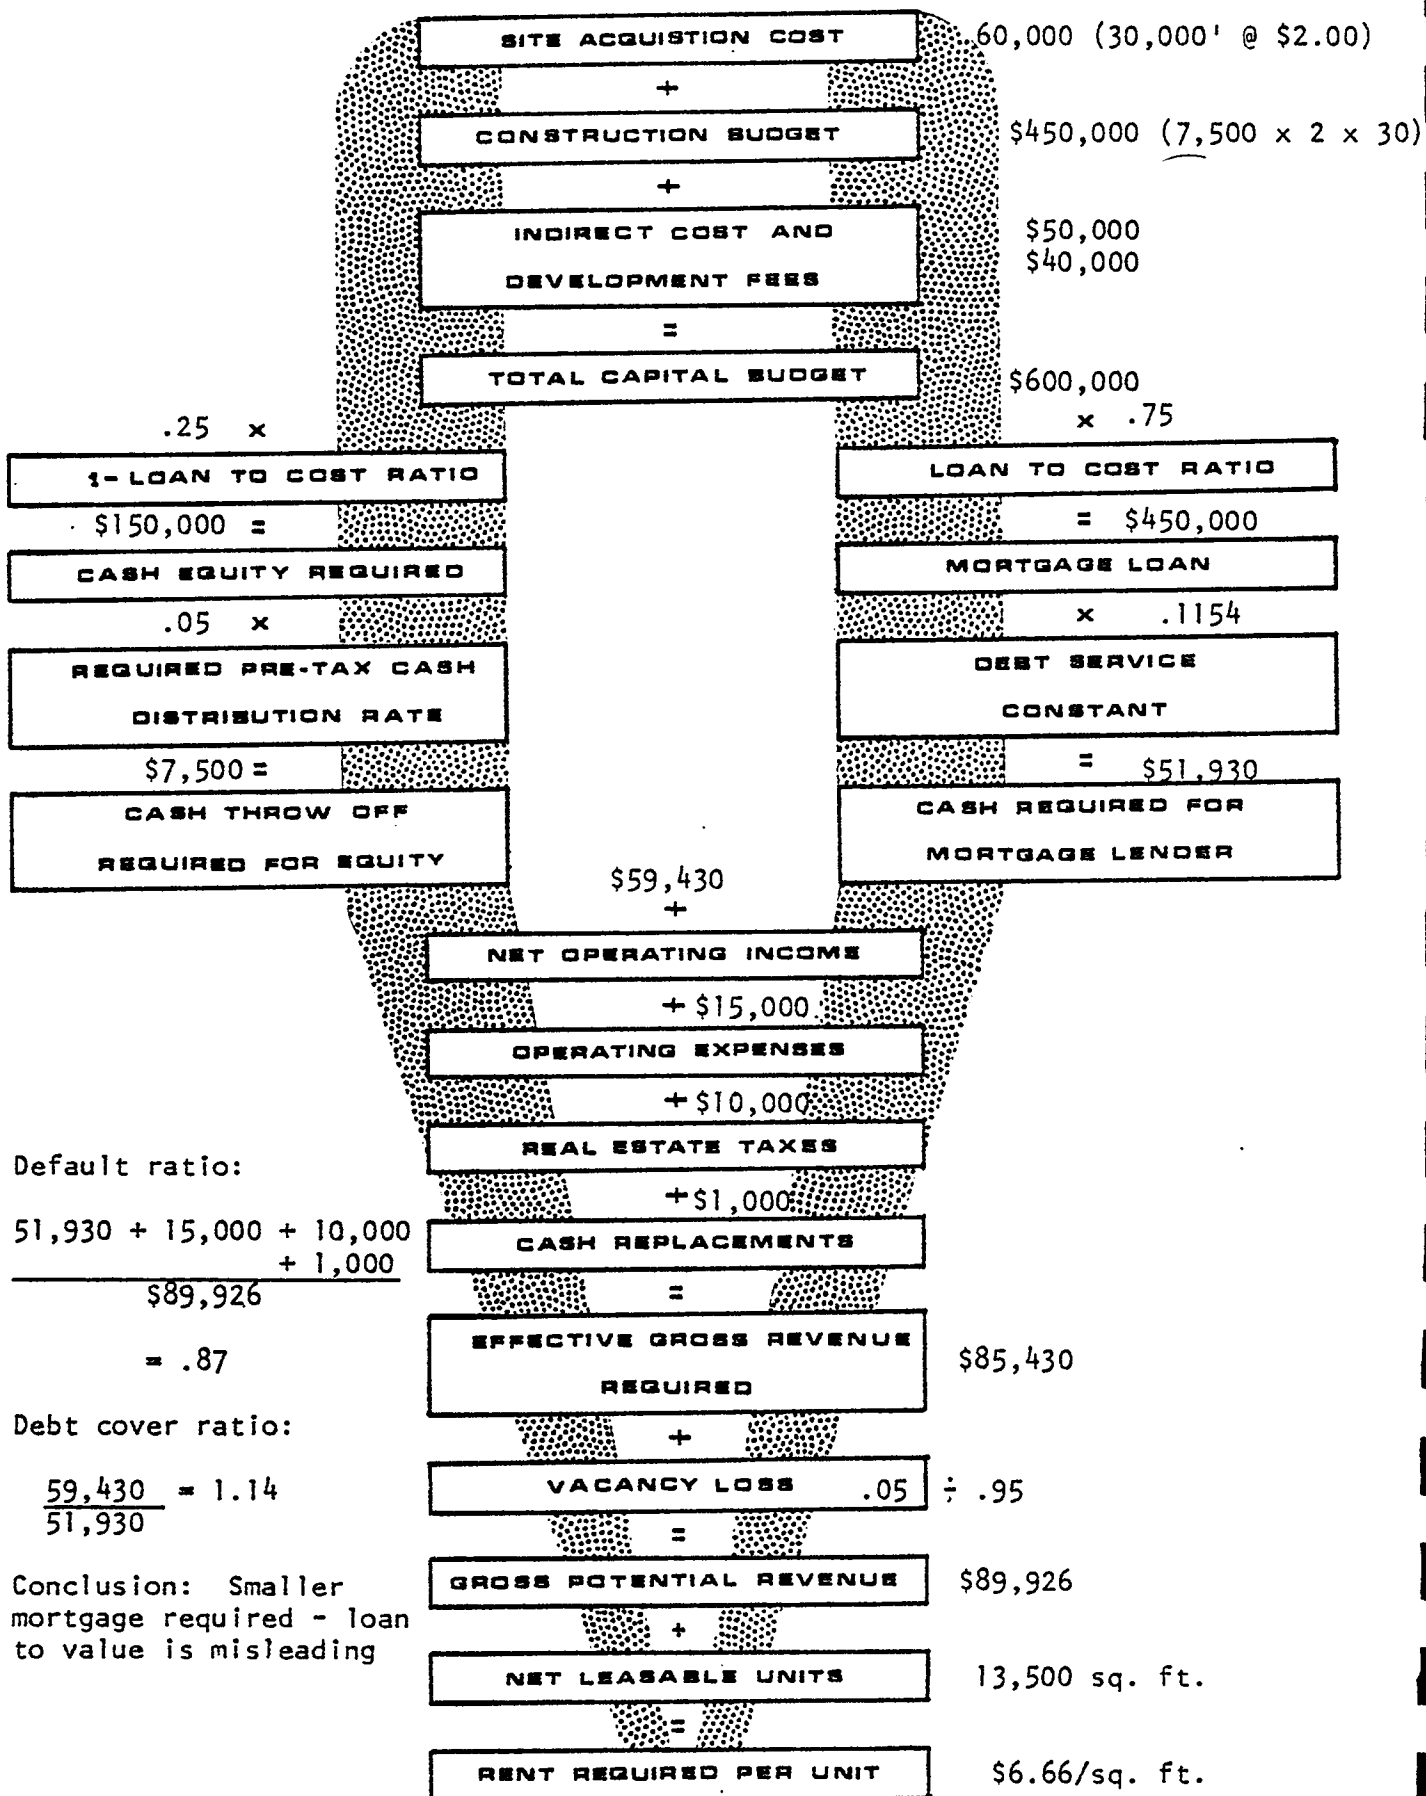 SITE ACQUISTION COST 60,000 (30,000' @ $2.00)
+
CONSTRUCTION BUDGET $450,000 (7,500 x 2 x 30)
+
INDIRECT COST AND $50,000
$40,000
DEVELOPMENT FEES
=
TOTAL CAPITAL BUDGET $600,000
.25 x
1- LOAN TO COST RATIO
$150,000 =
CASH EQUITY REQUIRED
.05 x
REQUIRED PRE-TAX CASH
DISTRIBUTION RATE
$7,500 =
CASH THROW OFF
REQUIRED FOR EQUITY
x .75
LOAN TO COST RATIO
= $450,000
MORTGAGE LOAN
x .1154
DEBT SERVICE
CONSTANT
= $51,930
CASH REQUIRED FOR
MORTGAGE LENDER
$59,430
+
NET OPERATING INCOME
+ $15,000
OPERATING EXPENSES
+ $10,000
REAL ESTATE TAXES
+ $1,000
CASH REPLACEMENTS
=
EFFECTIVE GROSS REVENUE
REQUIRED $85,430
+
VACANCY LOSS .05 ÷ .95
=
GROSS POTENTIAL REVENUE $89,926
+
NET LEASABLE UNITS 13,500 sq. ft.
=
RENT REQUIRED PER UNIT $6.66/sq. ft.
Default ratio:
51,930 + 15,000 + 10,000
+ 1,000
$89,926
= .87
Debt cover ratio:
59,430 = 1.14
51,930
Conclusion: Smaller
mortgage required - loan
to value is misleading